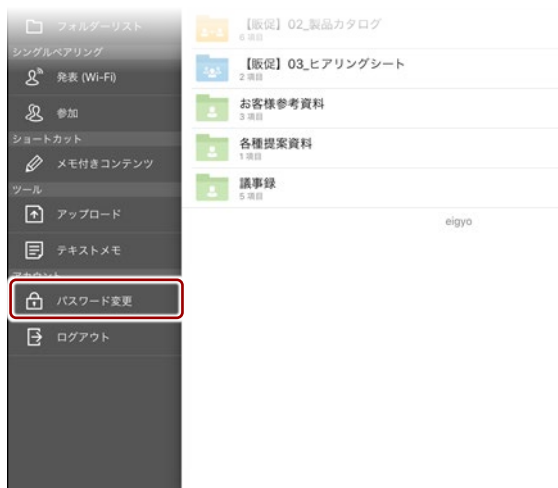 フォルダーリスト
シングルペアリング
発表 (Wi-Fi)
参加
ショートカット
メモ付きコンテンツ
ツール
アップロード
テキストメモ
アカウント
パスワード変更
ログアウト
【販促】02_製品カタログ
6 項目
【販促】03_ヒアリングシート
2 項目
お客様参考資料
3 項目
各種提案資料
1 項目
議事録
5 項目
eigyo